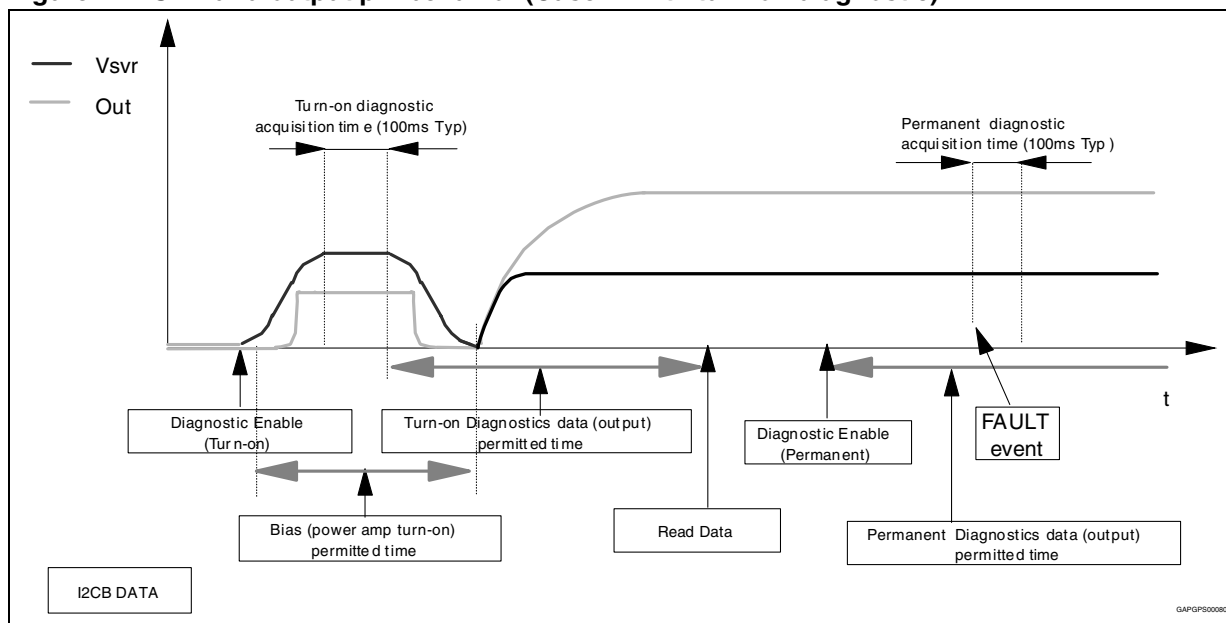 Vsvr
Out
Turn-on diagnostic
acquisition time (100ms Typ)
Permanent diagnostic
acquisition time (100ms Typ)
t
Diagnostic Enable
(Turn-on)
Turn-on Diagnostics data (output)
permitted time
Diagnostic Enable
(Permanent)
FAULT
event
Bias (power amp turn-on)
permitted time
Read Data
Permanent Diagnostics data (output)
permitted time
I2CB DATA
GAPGPS00080